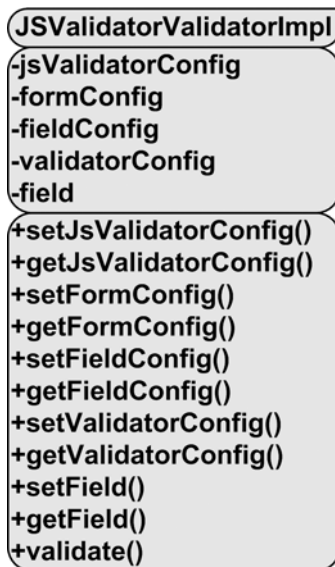 JSValidatorValidatorImpl
-jsValidatorConfig
-formConfig
-fieldConfig
-validatorConfig
-field
+setJsValidatorConfig()
+getJsValidatorConfig()
+setFormConfig()
+getFormConfig()
+setFieldConfig()
+getFieldConfig()
+setValidatorConfig()
+getValidatorConfig()
+setField()
+getField()
+validate()